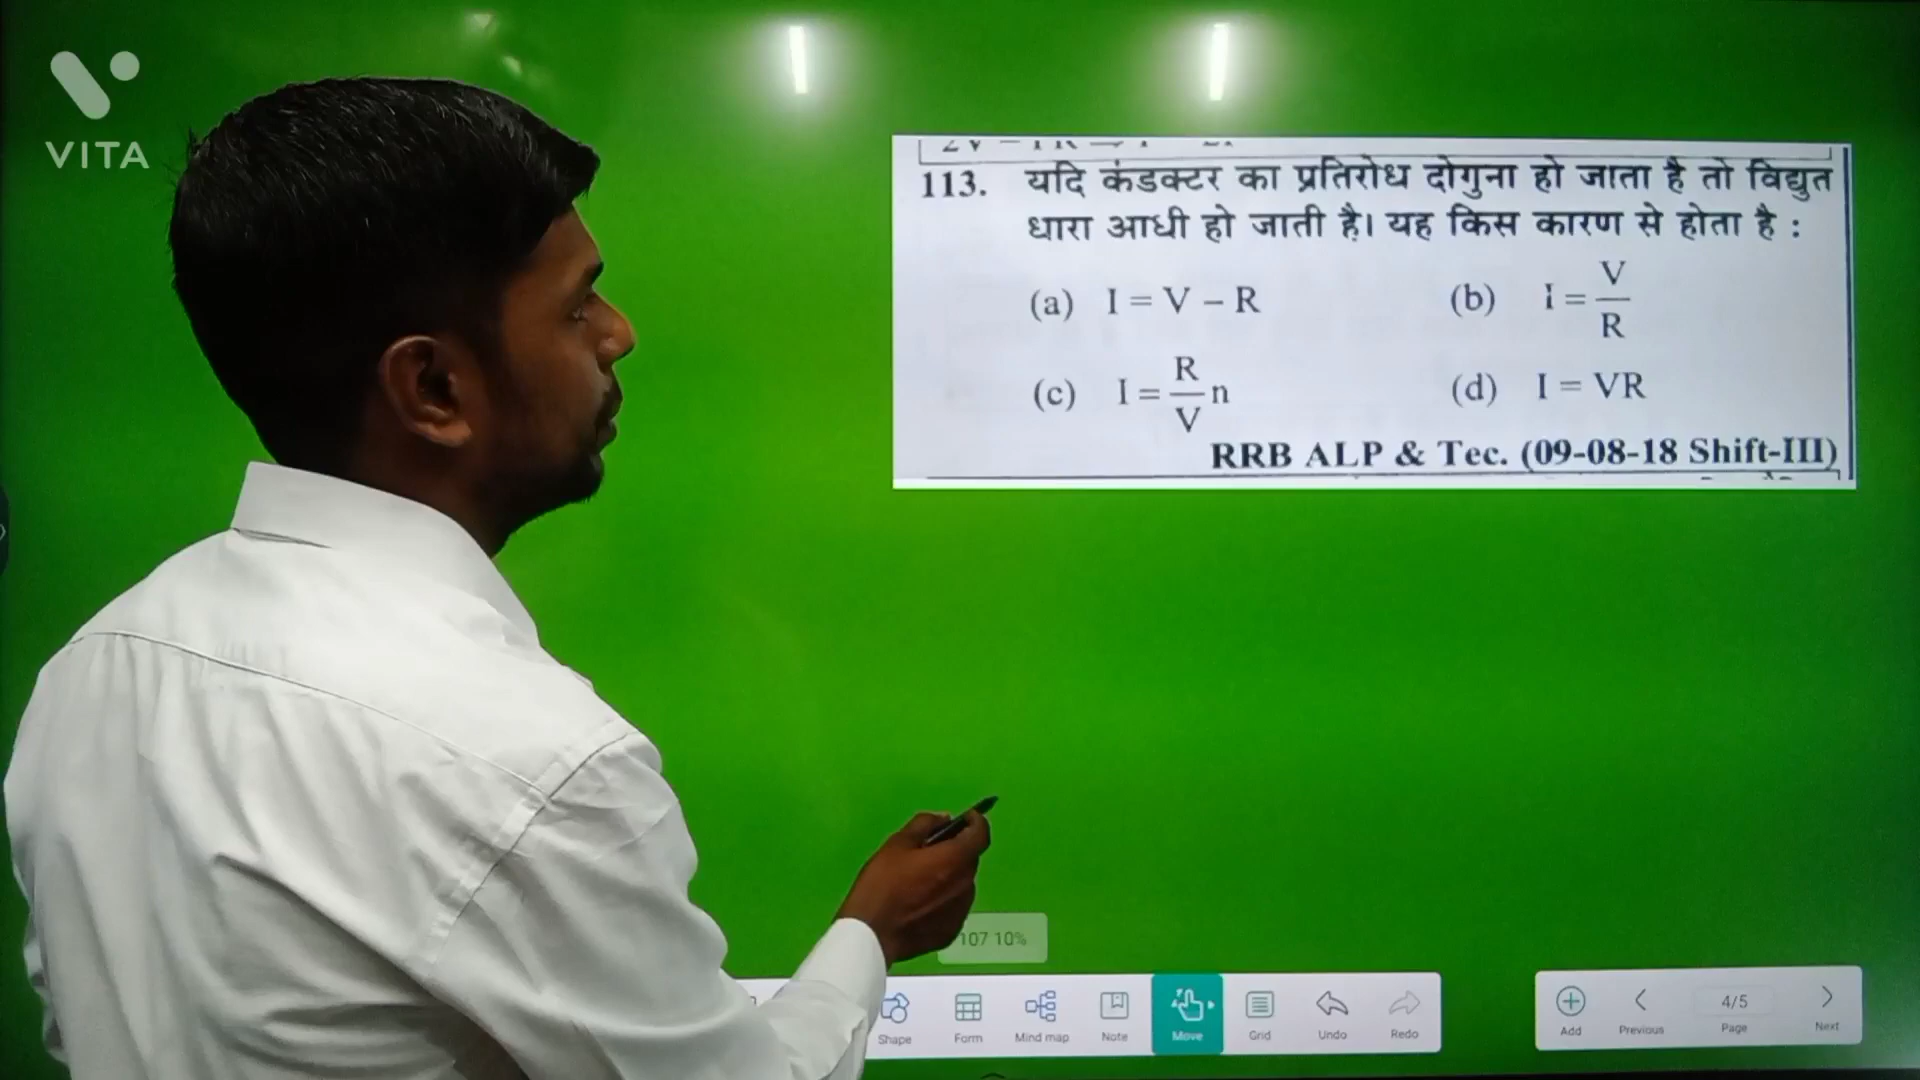 VITA
113. यदि कंडक्टर का प्रतिरोध दोगुना हो जाता है तो विद्युत
धारा आधी हो जाती है। यह किस कारण से होता है :
(a) I = V – R (b) I = V/R
(c) I = R/V n (d) I = VR
RRB ALP & Tec. (09-08-18 Shift-III)
107 10%
Shape Form Mind map Note Move Grid Undo Redo
Add Previous 4/5 Page Next